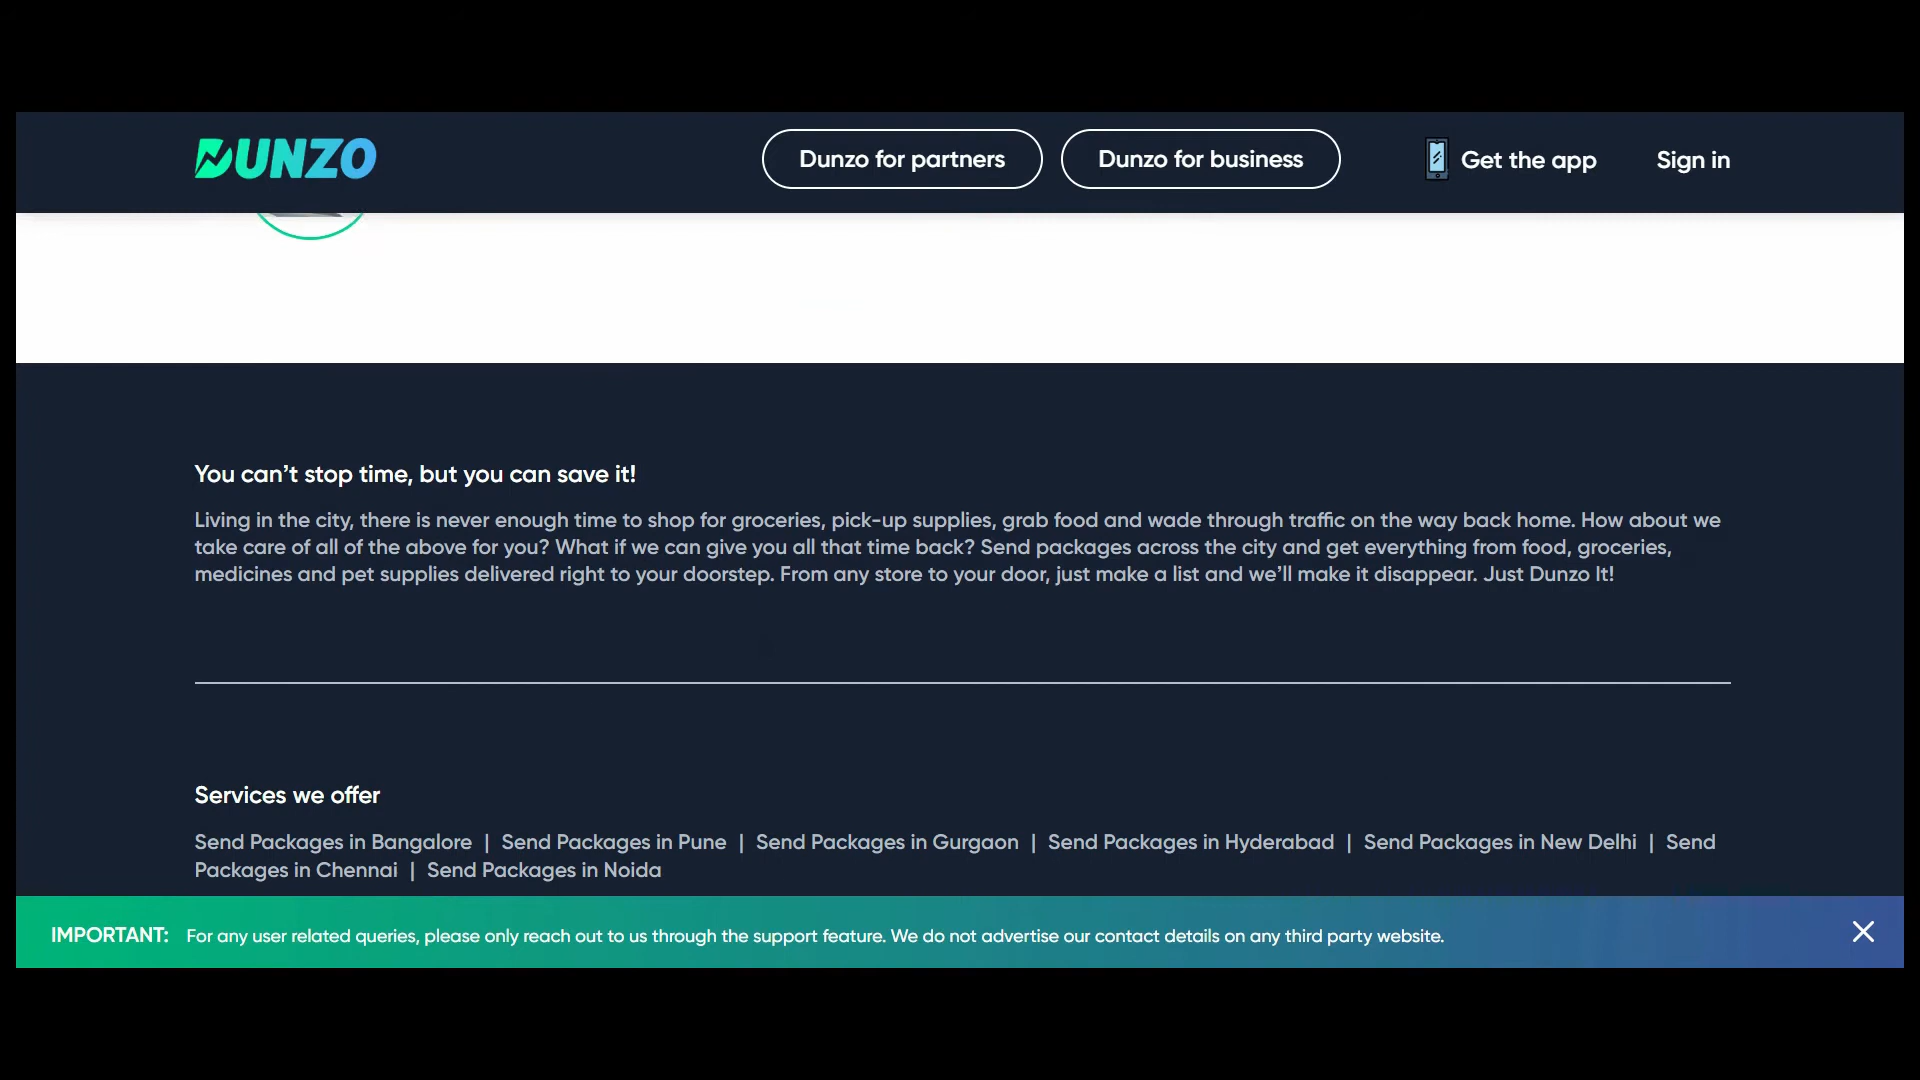 DUNZO
Dunzo for partners
Dunzo for business
Get the app
Sign in
You can’t stop time, but you can save it!
Living in the city, there is never enough time to shop for groceries, pick-up supplies, grab food and wade through traffic on the way back home. How about we
take care of all of the above for you? What if we can give you all that time back? Send packages across the city and get everything from food, groceries,
medicines and pet supplies delivered right to your doorstep. From any store to your door, just make a list and we’ll make it disappear. Just Dunzo It!
Services we offer
Send Packages in Bangalore | Send Packages in Pune | Send Packages in Gurgaon | Send Packages in Hyderabad | Send Packages in New Delhi | Send
Packages in Chennai | Send Packages in Noida
IMPORTANT: For any user related queries, please only reach out to us through the support feature. We do not advertise our contact details on any third party website.